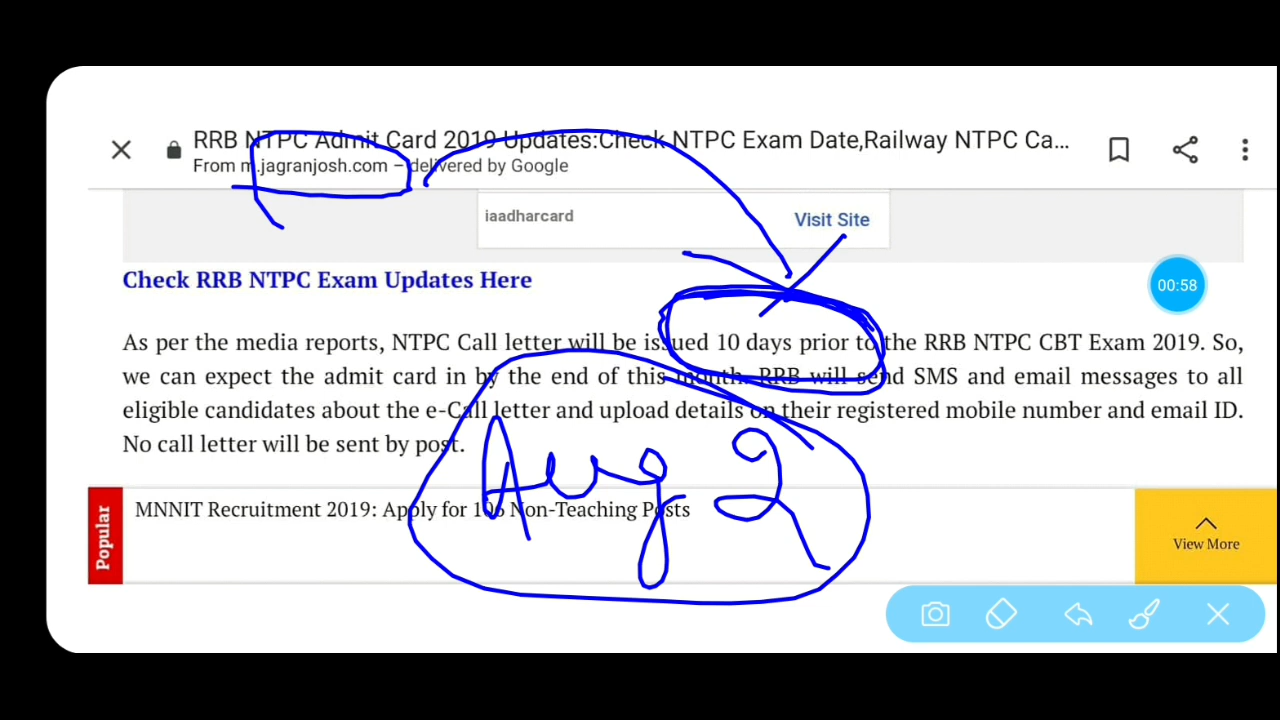 RRB NTPC Admit Card 2019 Updates:Check NTPC Exam Date,Railway NTPC Ca...
From m.jagranjosh.com – delivered by Google
iaadharcard
Visit Site
Check RRB NTPC Exam Updates Here
00:58
As per the media reports, NTPC Call letter will be issued 10 days prior to the RRB NTPC CBT Exam 2019. So,
we can expect the admit card in by the end of this month. RRB will send SMS and email messages to all
eligible candidates about the e-Call letter and upload details on their registered mobile number and email ID.
No call letter will be sent by post.
Aug 2
Popular
MNNIT Recruitment 2019: Apply for 106 Non-Teaching Posts
View More